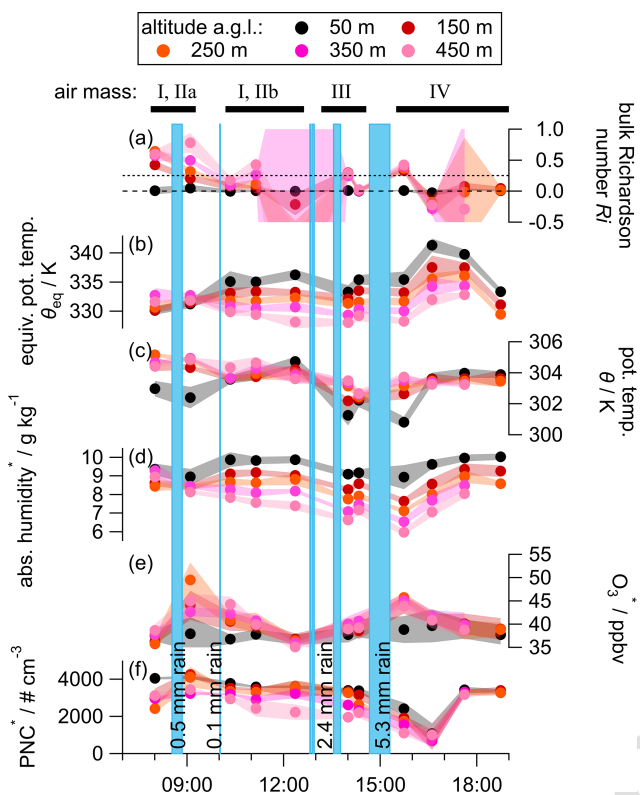 altitude a.g.l.: 50 m 150 m
250 m 350 m 450 m
air mass: I, IIa I, IIb III IV
(a)
1.0
0.5
0.0
-0.5
bulk Richardson
number Ri
(b)
340
335
330
equiv. pot. temp.
θeq / K
(c)
306
304
302
300
pot. temp.
θ / K
(d)
10
9
8
7
6
abs. humidity* / g kg-1
(e)
55
50
45
40
35
O3* / ppbv
(f)
4000
2000
0
PNC* / # cm-3
0.5 mm rain
0.1 mm rain
2.4 mm rain
5.3 mm rain
09:00 12:00 15:00 18:00